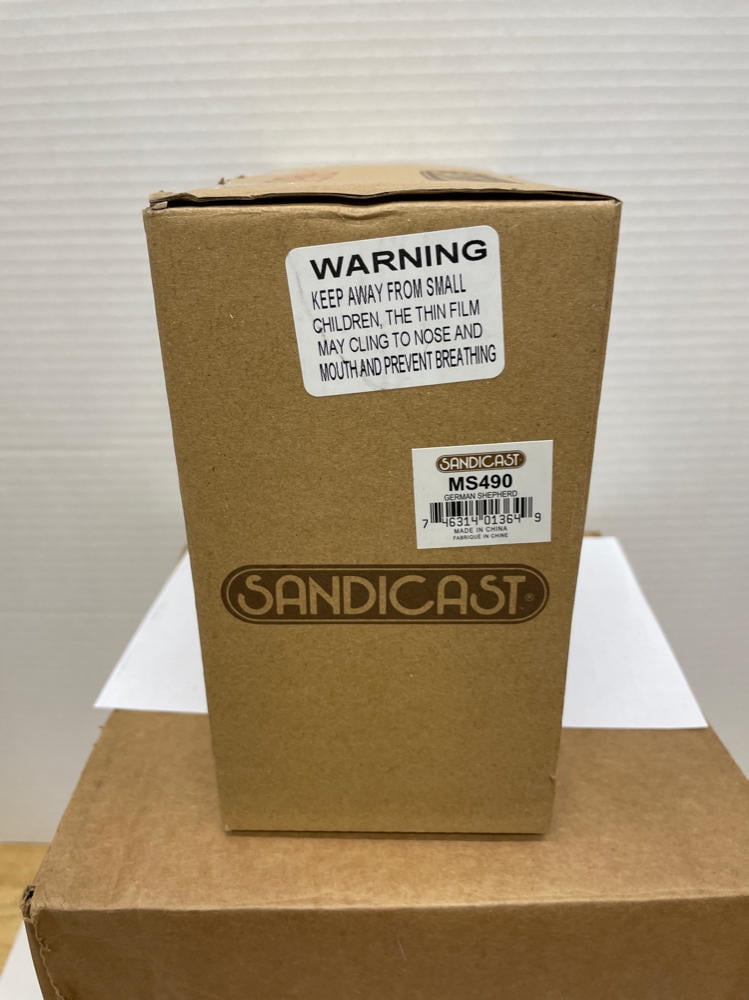 WARNING
KEEP AWAY FROM SMALL
CHILDREN, THE THIN FILM
MAY CLING TO NOSE AND
MOUTH AND PREVENT BREATHING
SANDICAST
MS490
GERMAN SHEPHERD
7 46314 01364 9
MADE IN CHINA
FABRIQUÉ IN CHINE
SANDICAST®